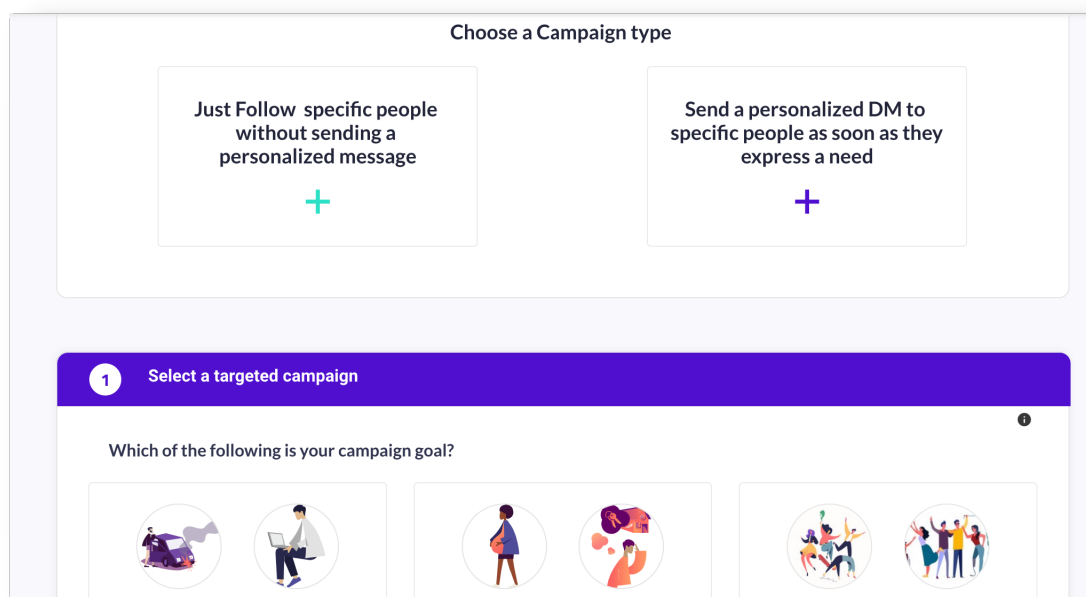 Choose a Campaign type
Just Follow specific people
without sending a
personalized message
Send a personalized DM to
specific people as soon as they
express a need
1
Select a targeted campaign
Which of the following is your campaign goal?